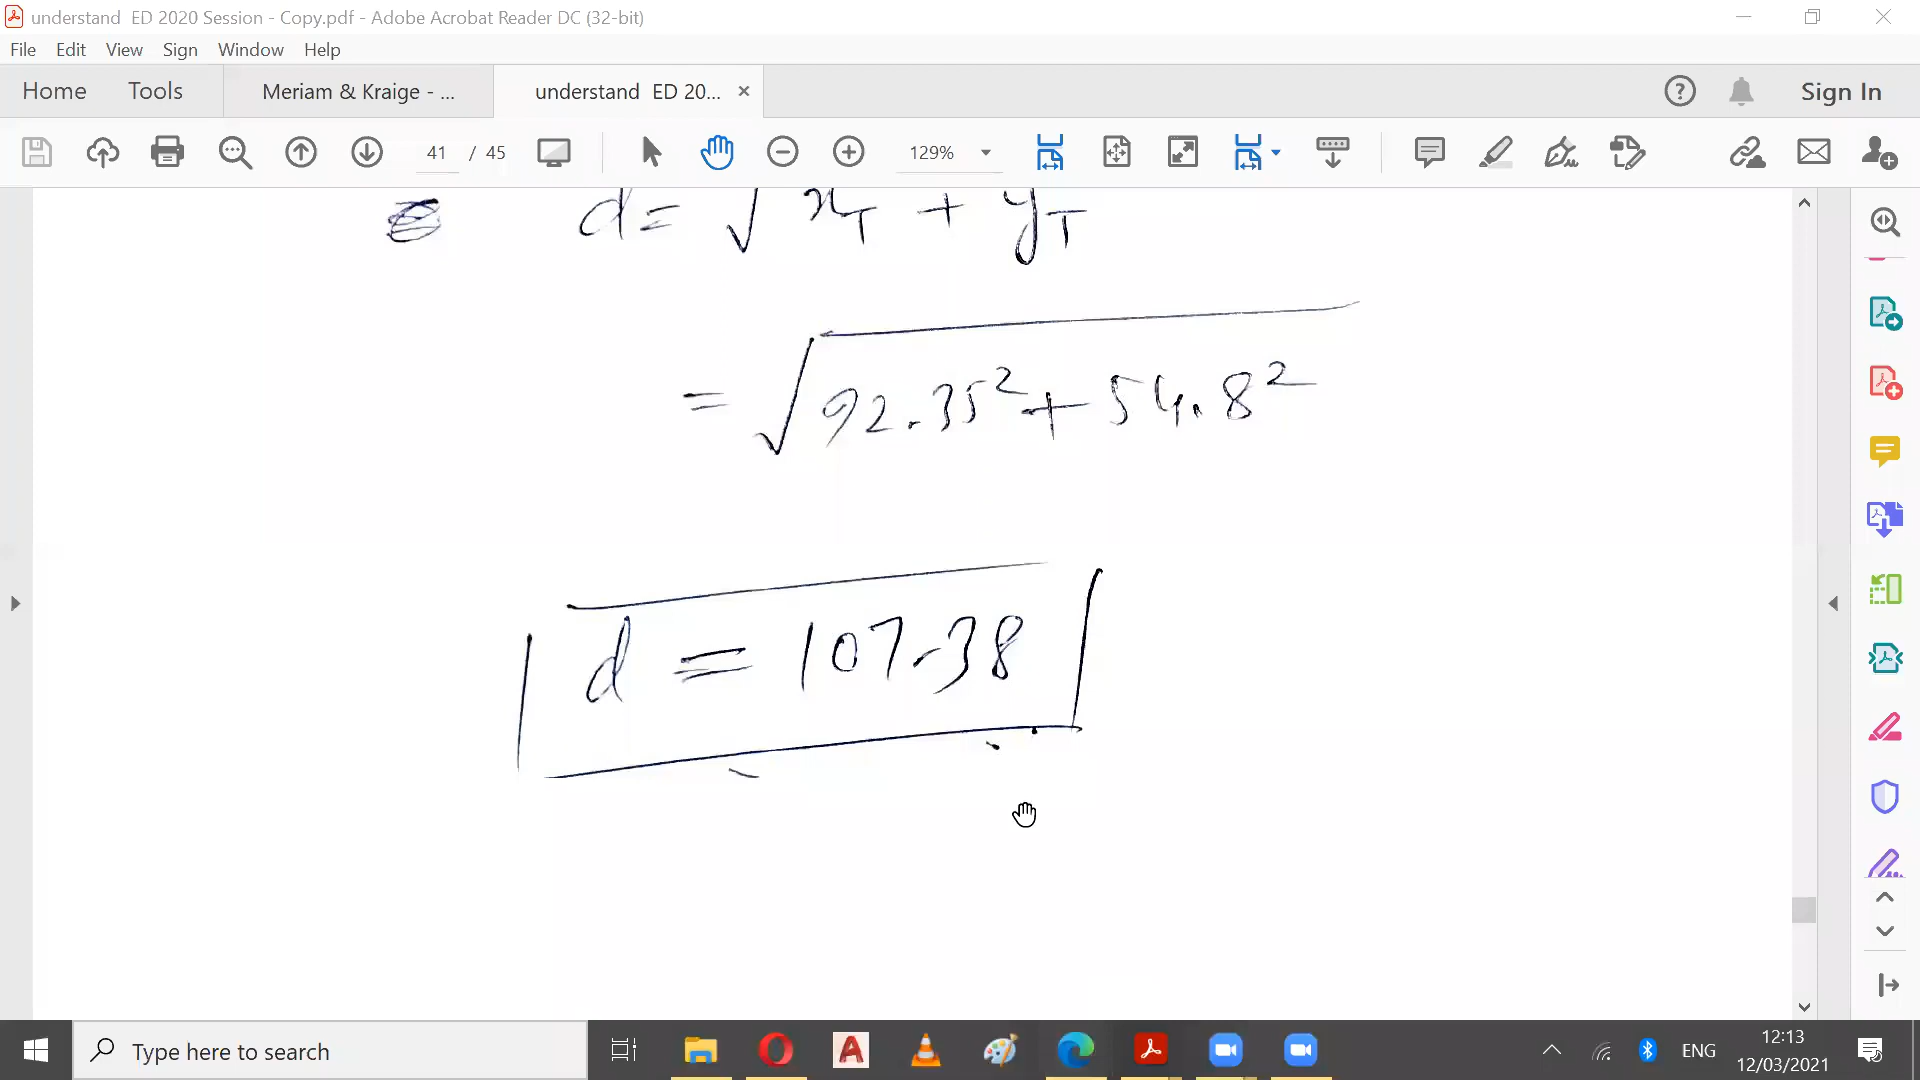 understand ED 2020 Session - Copy.pdf - Adobe Acrobat Reader DC (32-bit)
File Edit View Sign Window Help
Home Tools Meriam & Kraige - ... understand ED 20... × Sign In
41 / 45 129%
d = √ x_T + y_T
= √92.35² + 54.8²
d = 107.38
Type here to search
ENG 12:13
12/03/2021